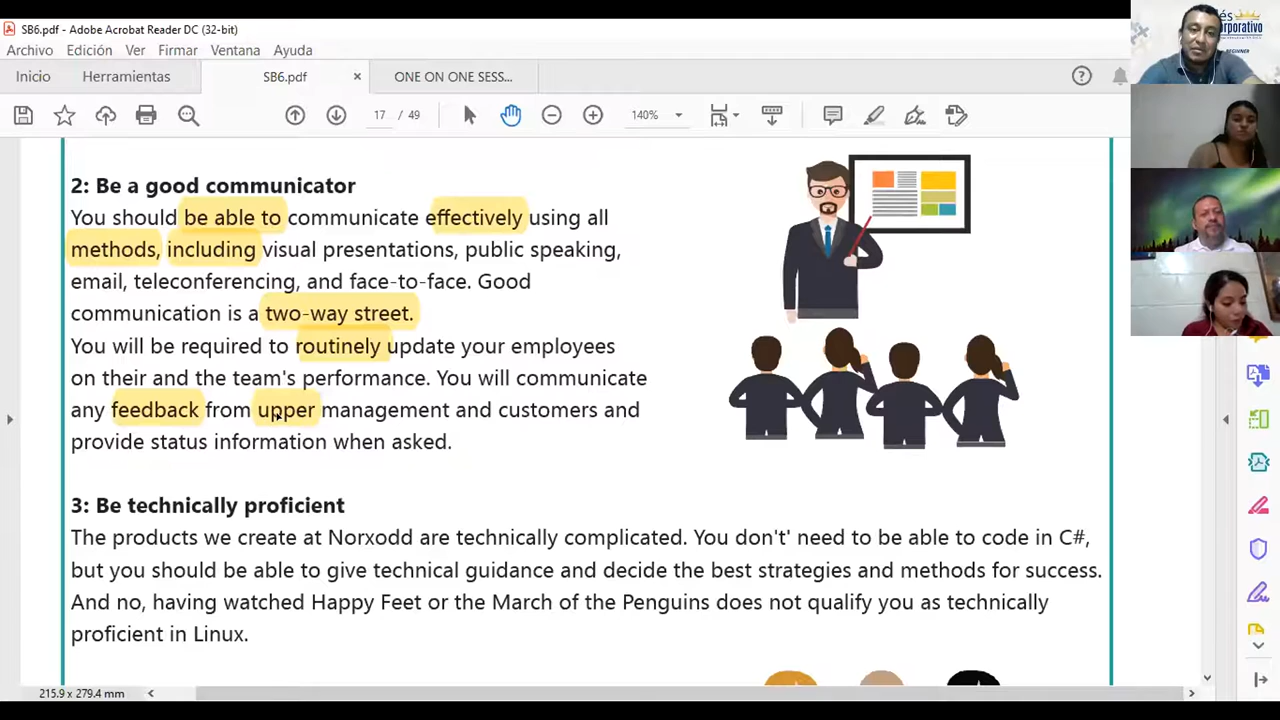 SB6.pdf - Adobe Acrobat Reader DC (32-bit)
Archivo Edición Ver Firmar Ventana Ayuda
Inicio Herramientas SB6.pdf × ONE ON ONE SESS...
17 / 49 140%
2: Be a good communicator
You should be able to communicate effectively using all
methods, including visual presentations, public speaking,
email, teleconferencing, and face-to-face. Good
communication is a two-way street.
You will be required to routinely update your employees
on their and the team's performance. You will communicate
any feedback from upper management and customers and
provide status information when asked.
3: Be technically proficient
The products we create at Norxodd are technically complicated. You don't' need to be able to code in C#,
but you should be able to give technical guidance and decide the best strategies and methods for success.
And no, having watched Happy Feet or the March of the Penguins does not qualify you as technically
proficient in Linux.
215.9 x 279.4 mm
és
orporativo
BEGINNER